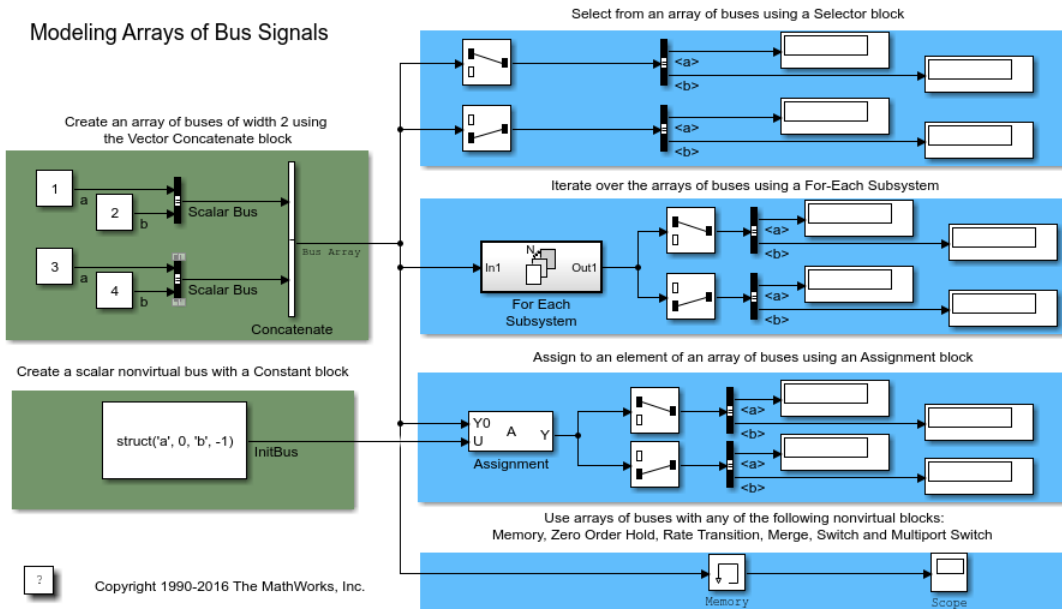 Modeling Arrays of Bus Signals
Create an array of buses of width 2 using
the Vector Concatenate block
1
a
2
b
Scalar Bus
3
a
4
b
Scalar Bus
Bus Array
Concatenate
Create a scalar nonvirtual bus with a Constant block
struct('a', 0, 'b', -1)
InitBus
?
Copyright 1990-2016 The MathWorks, Inc.
Select from an array of buses using a Selector block
<a>
<b>
<a>
<b>
Iterate over the arrays of buses using a For-Each Subsystem
In1
N
Out1
For Each
Subsystem
<a>
<b>
<a>
<b>
Assign to an element of an array of buses using an Assignment block
Y0
U
A
Y
Assignment
<a>
<b>
<a>
<b>
Use arrays of buses with any of the following nonvirtual blocks:
Memory, Zero Order Hold, Rate Transition, Merge, Switch and Multiport Switch
Memory
Scope